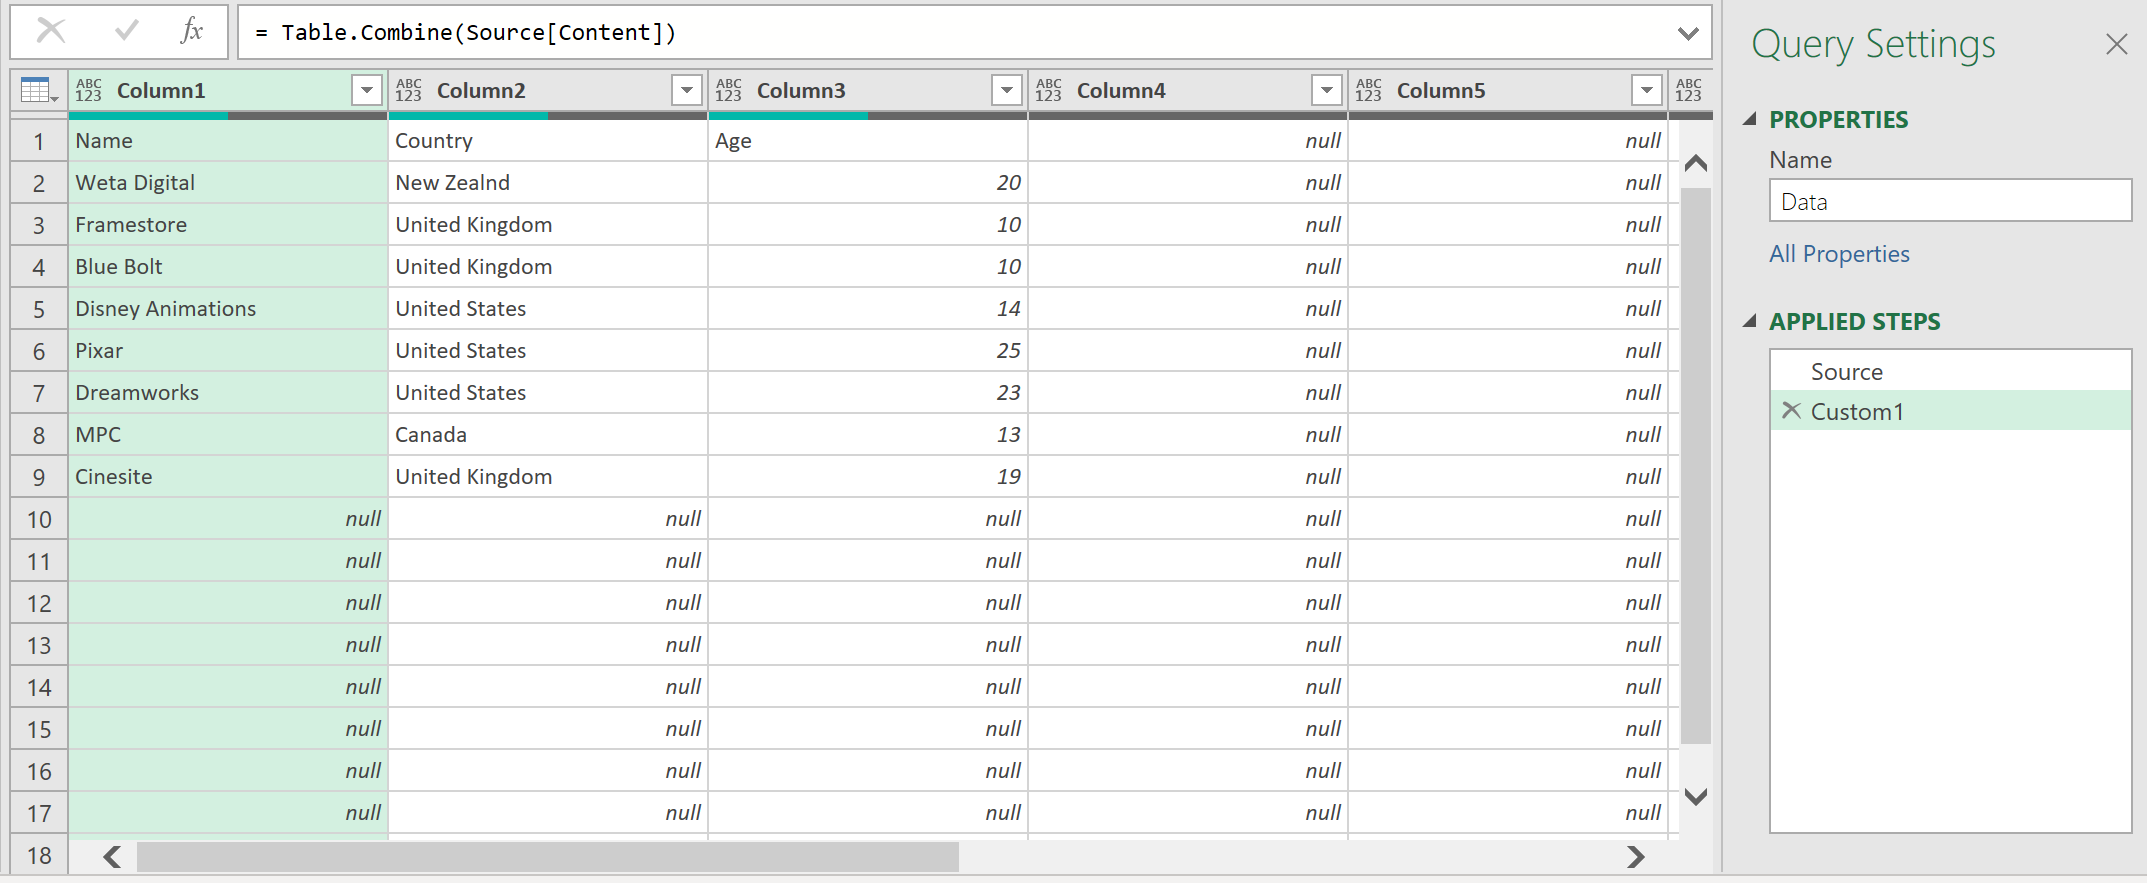 fx = Table.Combine(Source[Content])
ABC 123 Column1 ABC 123 Column2 ABC 123 Column3 ABC 123 Column4 ABC 123 Column5 ABC 123
1 Name Country Age null null
2 Weta Digital New Zealnd 20 null null
3 Framestore United Kingdom 10 null null
4 Blue Bolt United Kingdom 10 null null
5 Disney Animations United States 14 null null
6 Pixar United States 25 null null
7 Dreamworks United States 23 null null
8 MPC Canada 13 null null
9 Cinesite United Kingdom 19 null null
10 null null null null null
11 null null null null null
12 null null null null null
13 null null null null null
14 null null null null null
15 null null null null null
16 null null null null null
17 null null null null null
18
Query Settings
PROPERTIES
Name
Data
All Properties
APPLIED STEPS
Source
Custom1